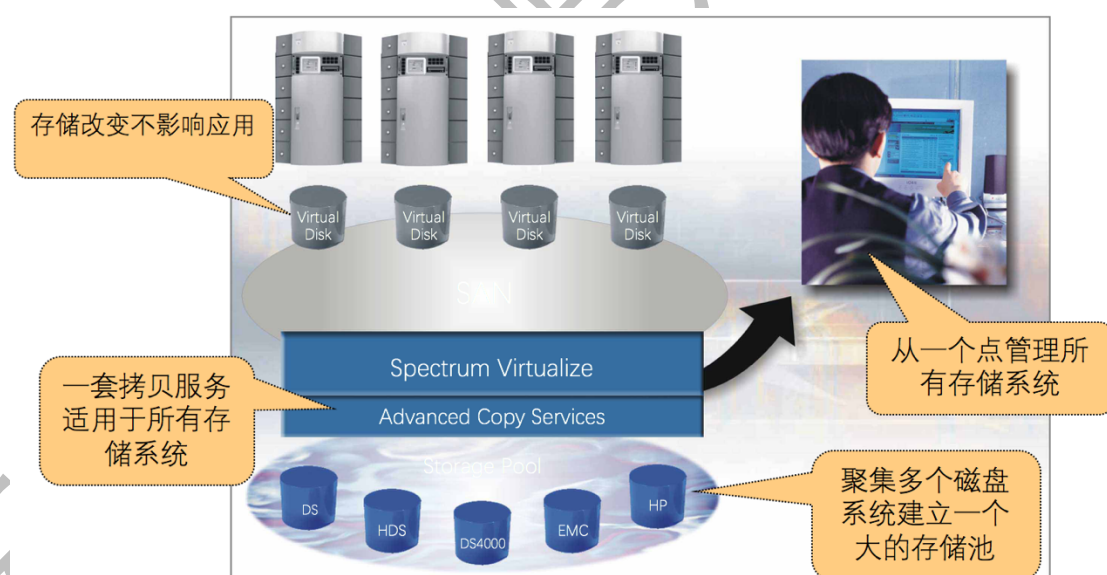 存储改变不影响应用
Virtual
Disk
Virtual
Disk
Virtual
Disk
Virtual
Disk
SAN
Spectrum Virtualize
Advanced Copy Services
一套拷贝服务
适用于所有存
储系统
从一个点管理所
有存储系统
Storage Pool
DS
HDS
DS4000
EMC
HP
聚集多个磁盘
系统建立一个
大的存储池